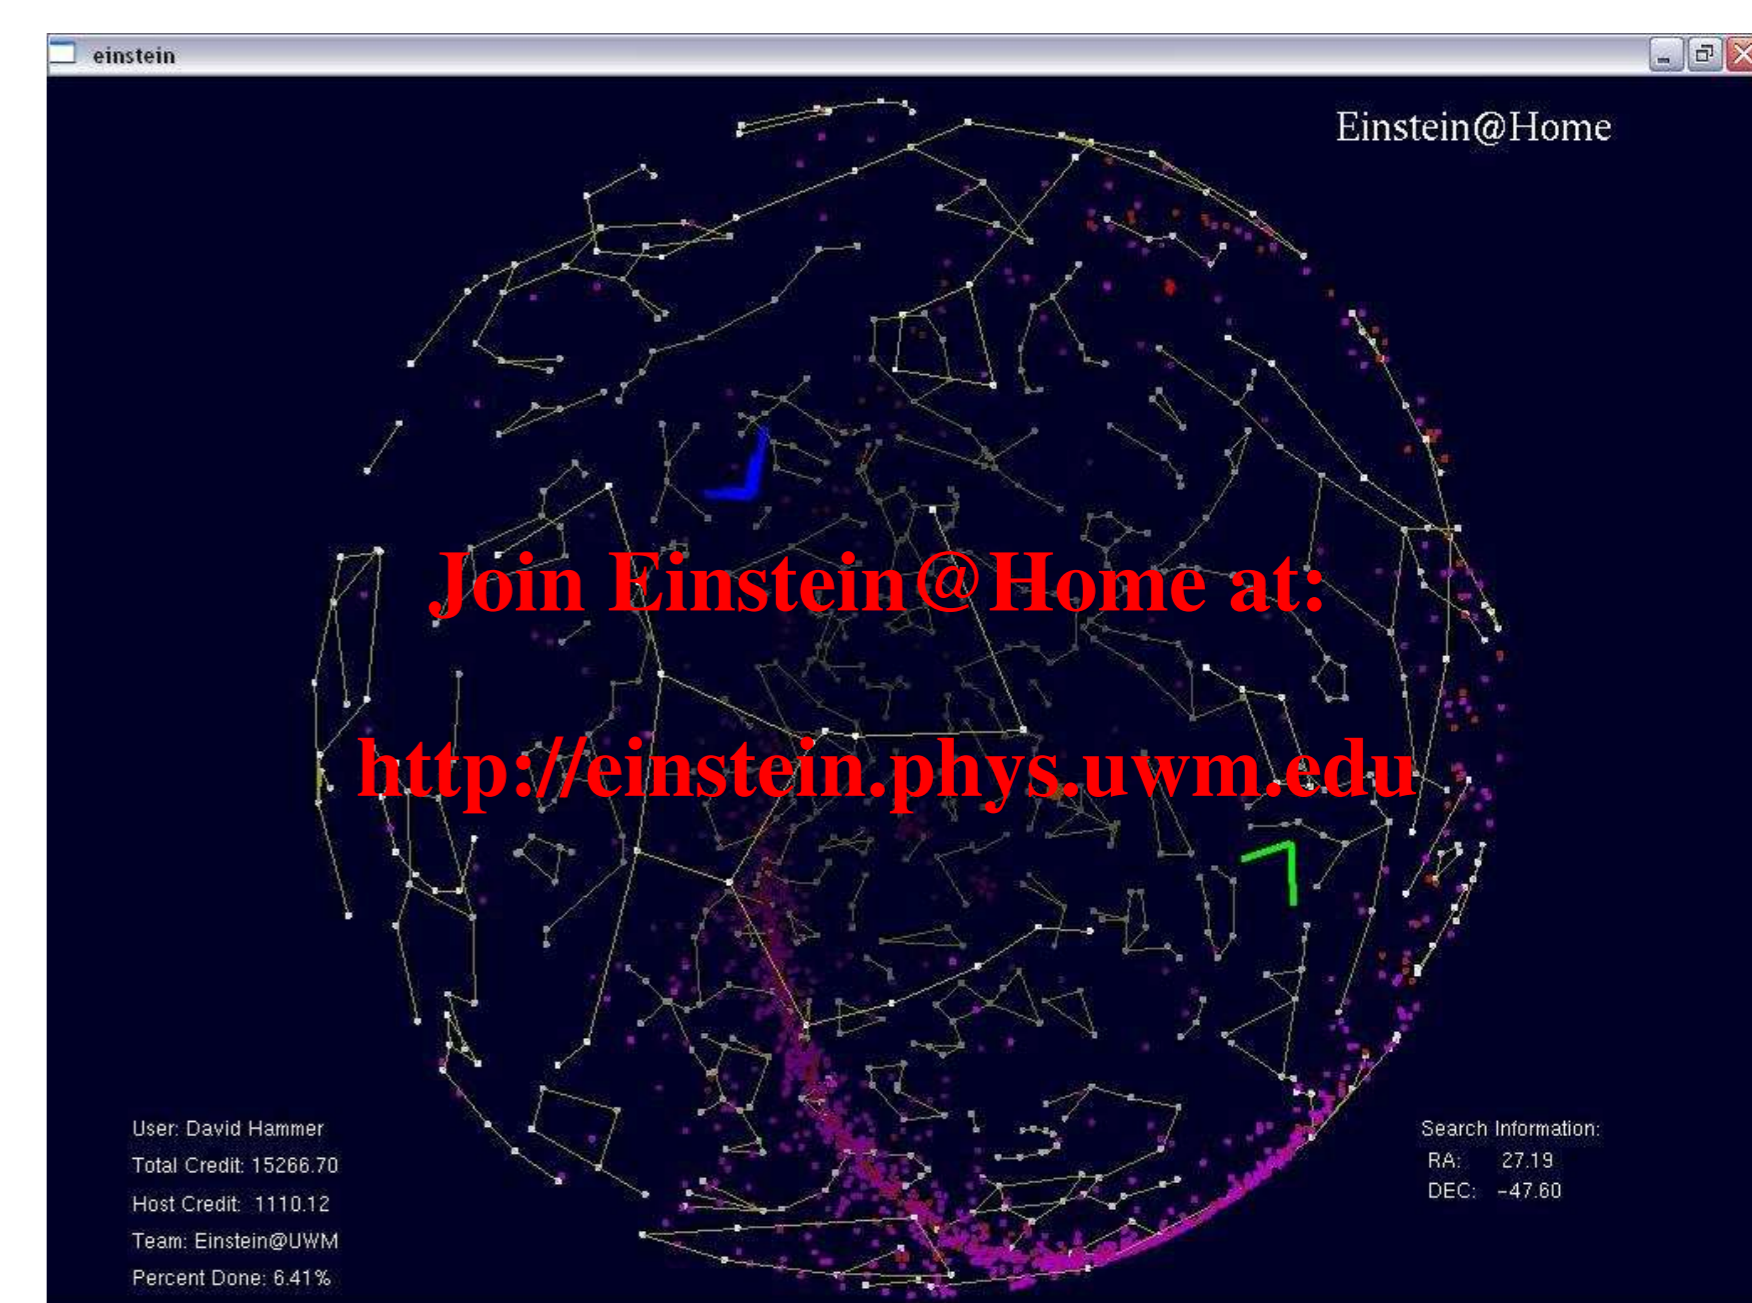 einstein
Einstein@Home
Join Einstein@Home at:
http://einstein.phys.uwm.edu
User: David Hammer
Total Credit: 15266.70
Host Credit: 1110.12
Team: Einstein@UWM
Percent Done: 6.41%
Search Information:
RA: 27.19
DEC: -47.60